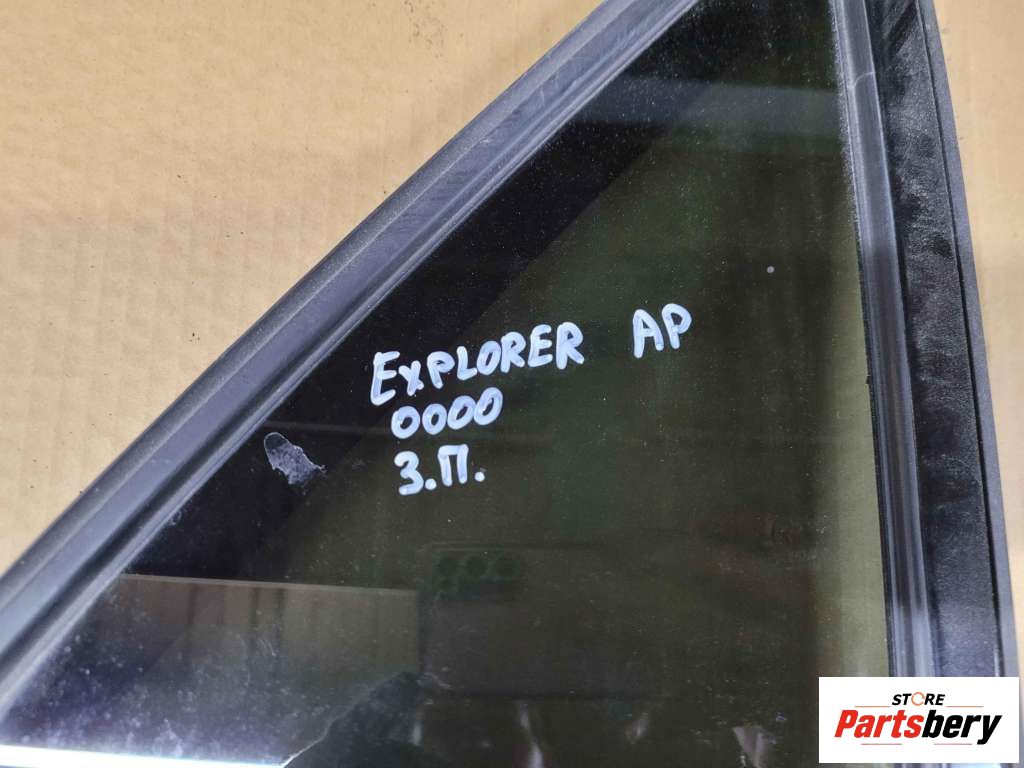 EXPLORER AP
0000
З.П.
STORE
Partsbery